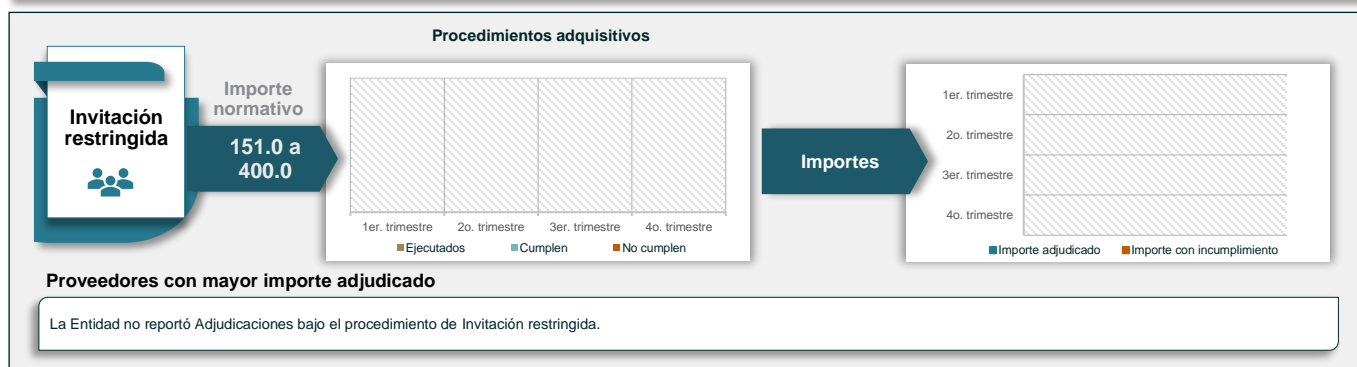 Procedimientos adquisitivos
Invitación
restringida
Importe
normativo
151.0 a
400.0
1er. trimestre 2o. trimestre 3er. trimestre 4o. trimestre
Ejecutados Cumplen No cumplen
Importes
1er. trimestre
2o. trimestre
3er. trimestre
4o. trimestre
Importe adjudicado Importe con incumplimiento
Proveedores con mayor importe adjudicado
La Entidad no reportó Adjudicaciones bajo el procedimiento de Invitación restringida.